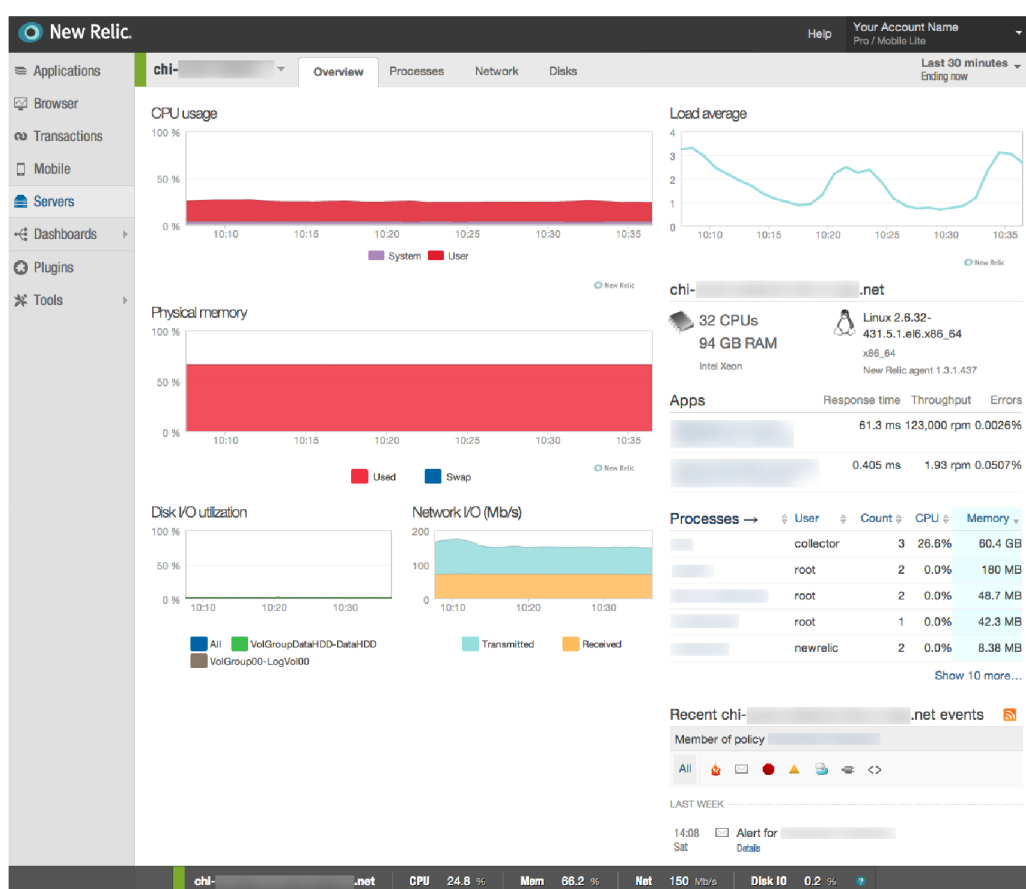 New Relic.
Help
Your Account Name
Pro / Mobile Lite
Applications
Browser
Transactions
Mobile
Servers
Dashboards
Plugins
Tools
chi-
Overview
Processes
Network
Disks
Last 30 minutes
Ending now
CPU usage
100 %
50 %
0 %
10:10 10:15 10:20 10:25 10:30 10:35
System User
New Relic
Physical memory
100 %
50 %
0 %
10:10 10:15 10:20 10:25 10:30 10:35
Used Swap
New Relic
Disk I/O utilization
100 %
50 %
0 %
10:10 10:20 10:30
All VolGroupDataHDD-DataHDD
VolGroup00-LogVol00
Network I/O (Mb/s)
200
100
0
10:10 10:20 10:30
Transmitted Received
Load average
4
3
2
1
0
10:10 10:15 10:20 10:25 10:30 10:35
New Relic
chi- .net
32 CPUs
94 GB RAM
Intel Xeon
Linux 2.6.32-
431.5.1.el6.x86_64
x86_64
New Relic agent 1.3.1.437
Apps Response time Throughput Errors
61.3 ms 123,000 rpm 0.0026%
0.405 ms 1.93 rpm 0.0507%
Processes → User Count CPU Memory
collector 3 26.6% 60.4 GB
root 2 0.0% 180 MB
root 2 0.0% 48.7 MB
root 1 0.0% 42.3 MB
newrelic 2 0.0% 8.38 MB
Show 10 more...
Recent chi- .net events
Member of policy
All
LAST WEEK
14:08 Alert for
Sat Details
chi- .net CPU 24.8 % Mem 66.2 % Net 150 Mb/s Disk IO 0.2 % ?